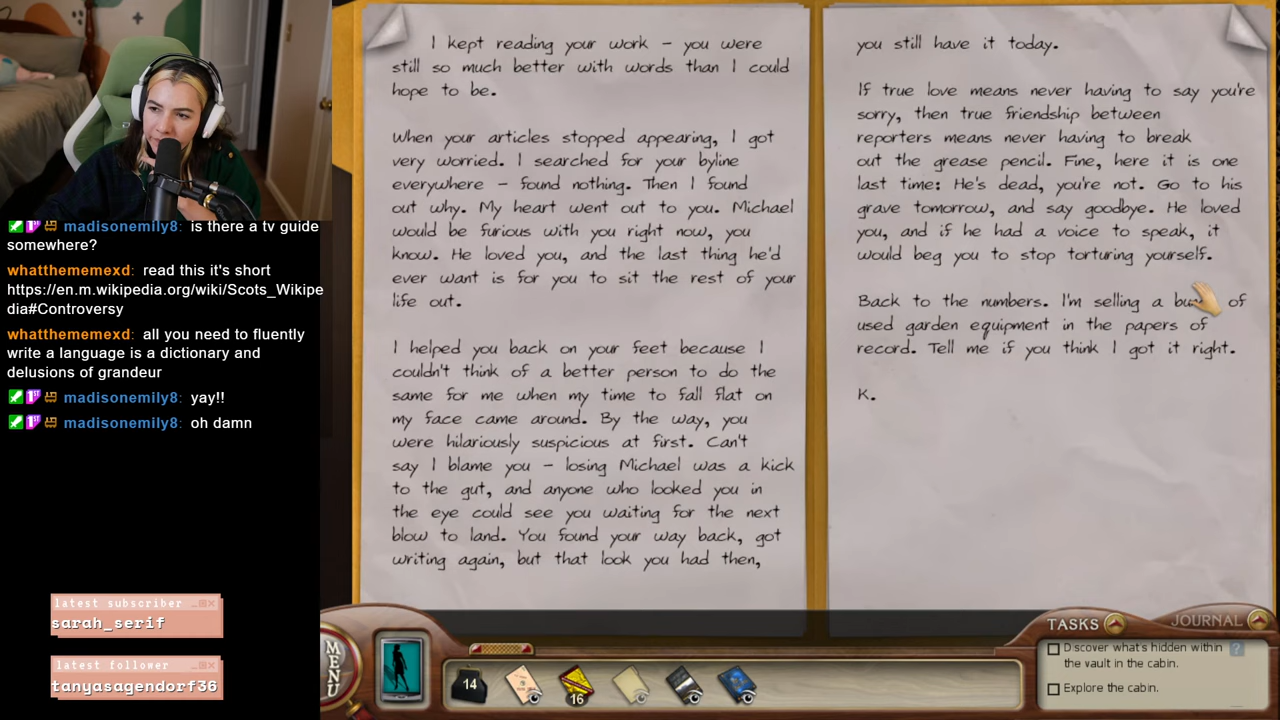 I kept reading your work – you were
still so much better with words than I could
hope to be.
When your articles stopped appearing, I got
very worried. I searched for your byline
everywhere – found nothing. Then I found
out why. My heart went out to you. Michael
would be furious with you right now, you
know. He loved you, and the last thing he'd
ever want is for you to sit the rest of your
life out.
I helped you back on your feet because I
couldn't think of a better person to do the
same for me when my time to fall flat on
my face came around. By the way, you
were hilariously suspicious at first. Can't
say I blame you – losing Michael was a kick
to the gut, and anyone who looked you in
the eye could see you waiting for the next
blow to land. You found your way back, got
writing again, but that look you had then,
you still have it today.
If true love means never having to say you're
sorry, then true friendship between
reporters means never having to break
out the grease pencil. Fine, here it is one
last time: He's dead, you're not. Go to his
grave tomorrow, and say goodbye. He loved
you, and if he had a voice to speak, it
would beg you to stop torturing yourself.
Back to the numbers. I'm selling a of
used garden equipment in the papers of
record. Tell me if you think I got it right.
K.
madisonemily8: is there a tv guide
somewhere?
whatthememexd: read this it's short
https://en.m.wikipedia.org/wiki/Scots_Wikipe
dia#Controversy
whatthememexd: all you need to fluently
write a language is a dictionary and
delusions of grandeur
madisonemily8: yay!!
madisonemily8: oh damn
latest subscriber
sarah_serif
latest follower
tanyasagendorf36
MENU
14
16
TASKS
JOURNAL
Discover what's hidden within
the vault in the cabin.
?
Explore the cabin.